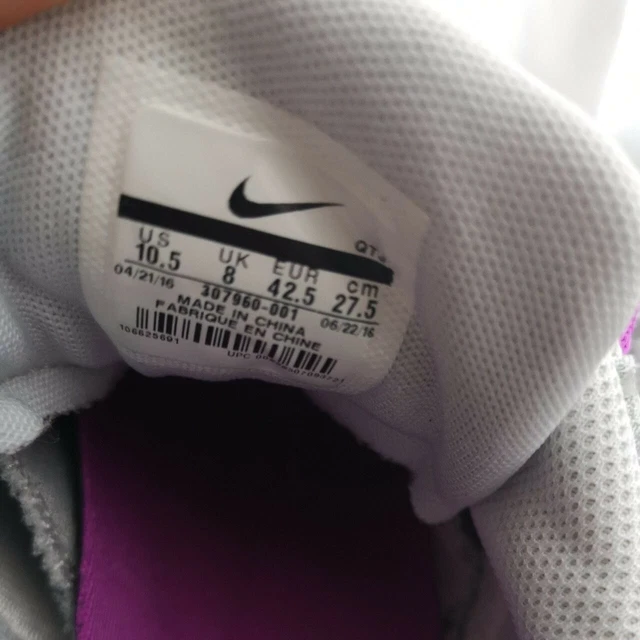 US UK EUR cm
10.5 8 42.5 27.5
04/21/16 307960-001 06/22/16
MADE IN CHINA
FABRIQUE EN CHINE
UPC